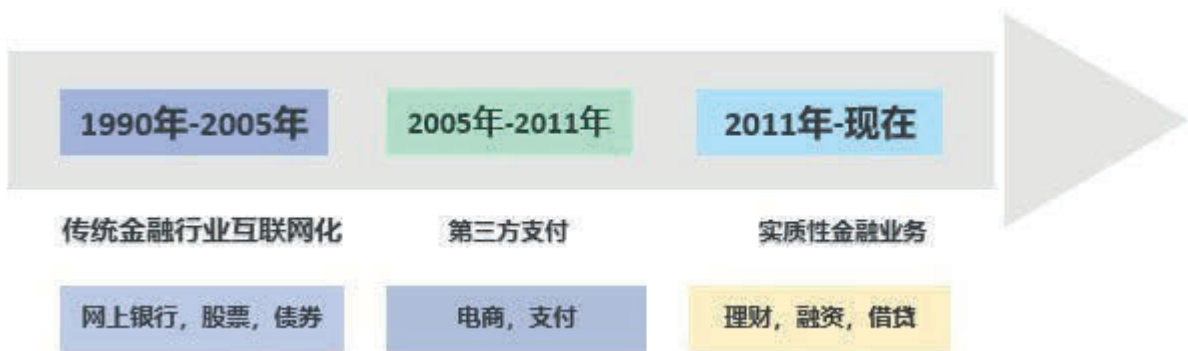 1990年-2005年
2005年-2011年
2011年-现在
传统金融行业互联网化
第三方支付
实质性金融业务
网上银行，股票，债券
电商，支付
理财，融资，借贷